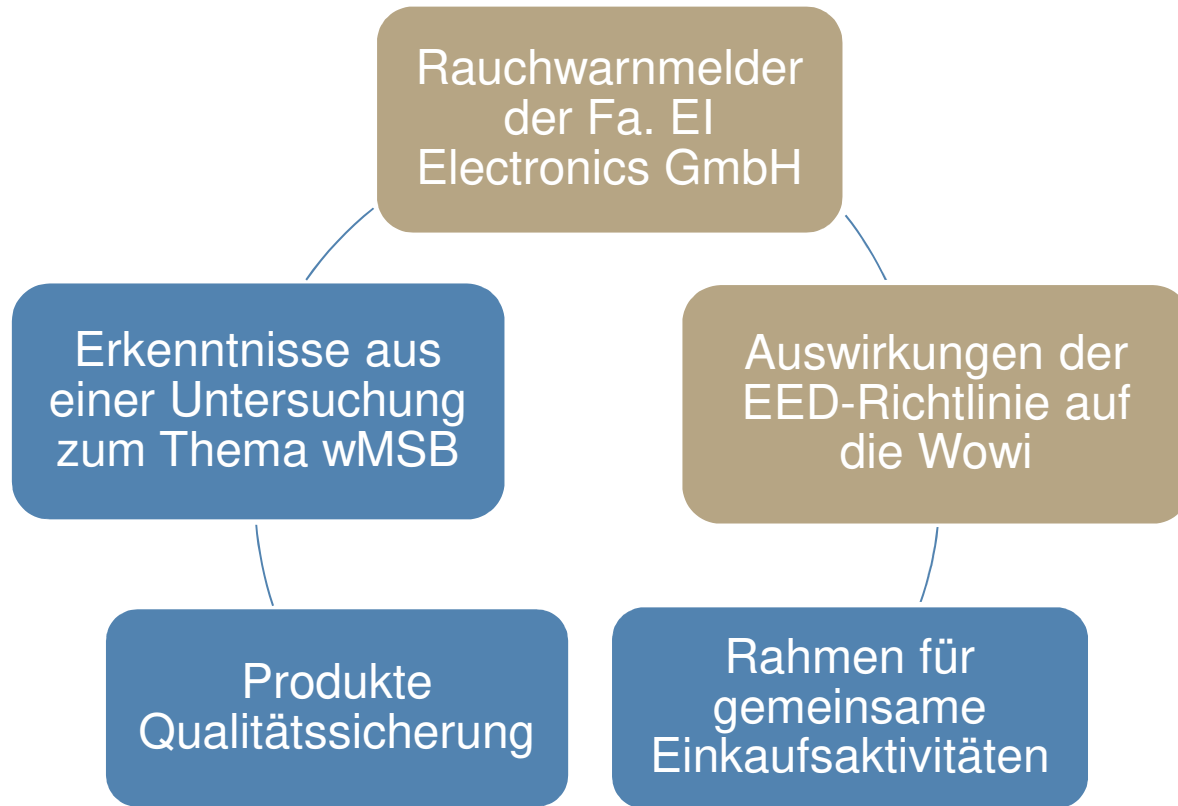 Rauchwarnmelder
der Fa. EI
Electronics GmbH
Erkenntnisse aus
einer Untersuchung
zum Thema wMSB
Auswirkungen der
EED-Richtlinie auf
die Wowi
Produkte
Qualitätssicherung
Rahmen für
gemeinsame
Einkaufsaktivitäten